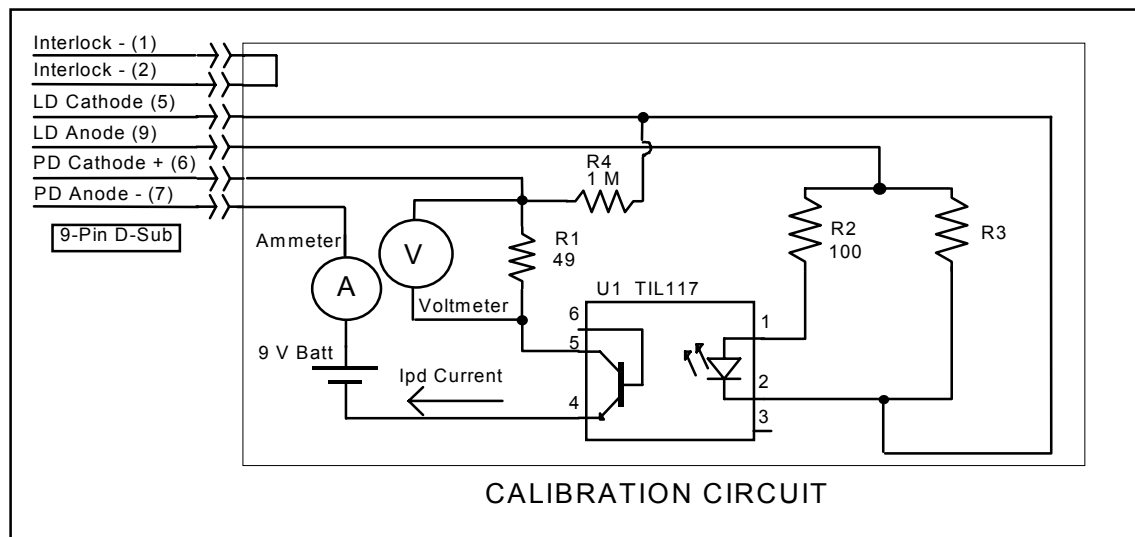 Interlock - (1)
Interlock - (2)
LD Cathode (5)
LD Anode (9)
PD Cathode + (6)
PD Anode - (7)
9-Pin D-Sub
R4
1 M
Ammeter
A
V
R1
49
Voltmeter
R2
100
R3
U1 TIL117
6
5
4
1
2
3
9 V Batt
Ipd Current
CALIBRATION CIRCUIT